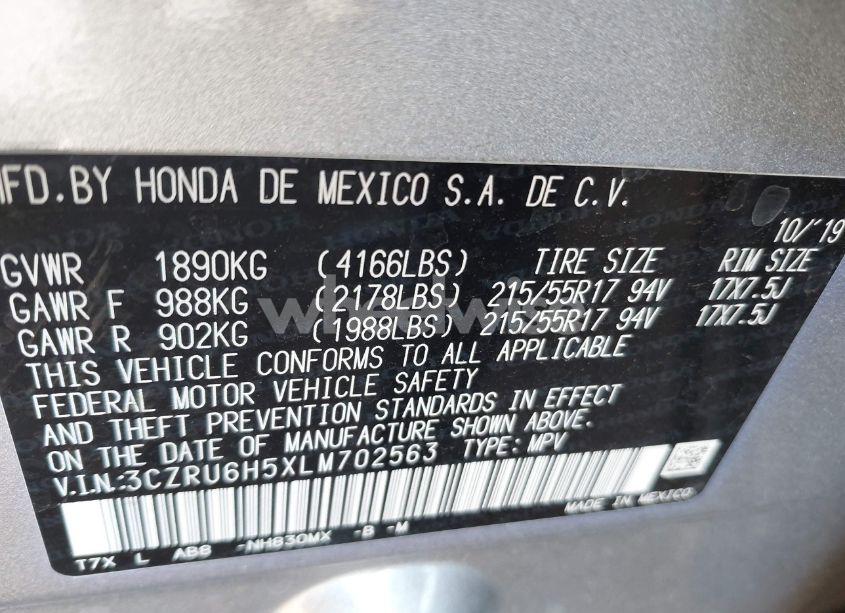 MFD.BY HONDA DE MEXICO S.A. DE C.V.
10/'19
GVWR 1890KG (4166LBS) TIRE SIZE RIM SIZE
GAWR F 988KG (2178LBS) 215/55R17 94V 17X7.5J
GAWR R 902KG (1988LBS) 215/55R17 94V 17X7.5J
THIS VEHICLE CONFORMS TO ALL APPLICABLE
FEDERAL MOTOR VEHICLE SAFETY
AND THEFT PREVENTION STANDARDS IN EFFECT
ON THE DATE OF MANUFACTURE SHOWN ABOVE.
V.I.N.:3CZRU6H5XLM702563 TYPE: MPV
MADE IN MEXICO
T7X L AB8 -NH830MX -B -M